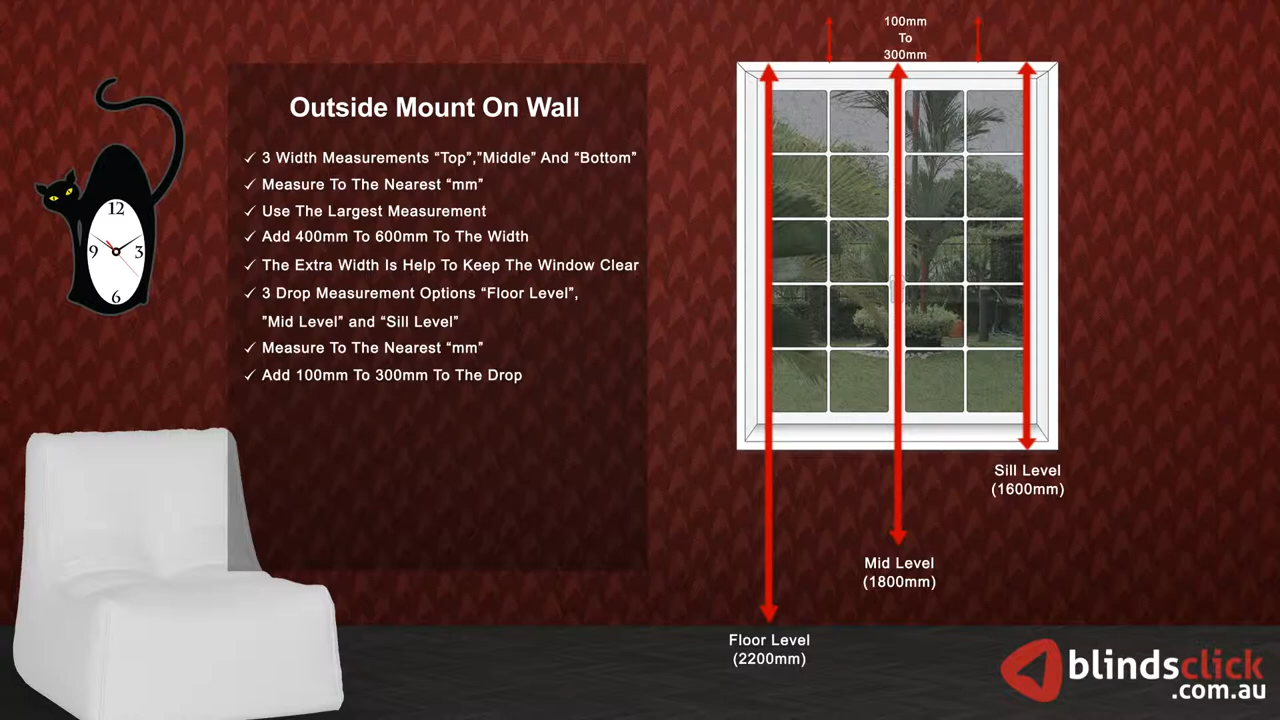 100mm
To
300mm
Outside Mount On Wall
✓ 3 Width Measurements “Top”,”Middle” And “Bottom”
✓ Measure To The Nearest “mm”
✓ Use The Largest Measurement
✓ Add 400mm To 600mm To The Width
✓ The Extra Width Is Help To Keep The Window Clear
✓ 3 Drop Measurement Options “Floor Level”,
”Mid Level” and “Sill Level”
✓ Measure To The Nearest “mm”
✓ Add 100mm To 300mm To The Drop
12
9 3
6
Sill Level
(1600mm)
Mid Level
(1800mm)
Floor Level
(2200mm)
blindsclick
.com.au